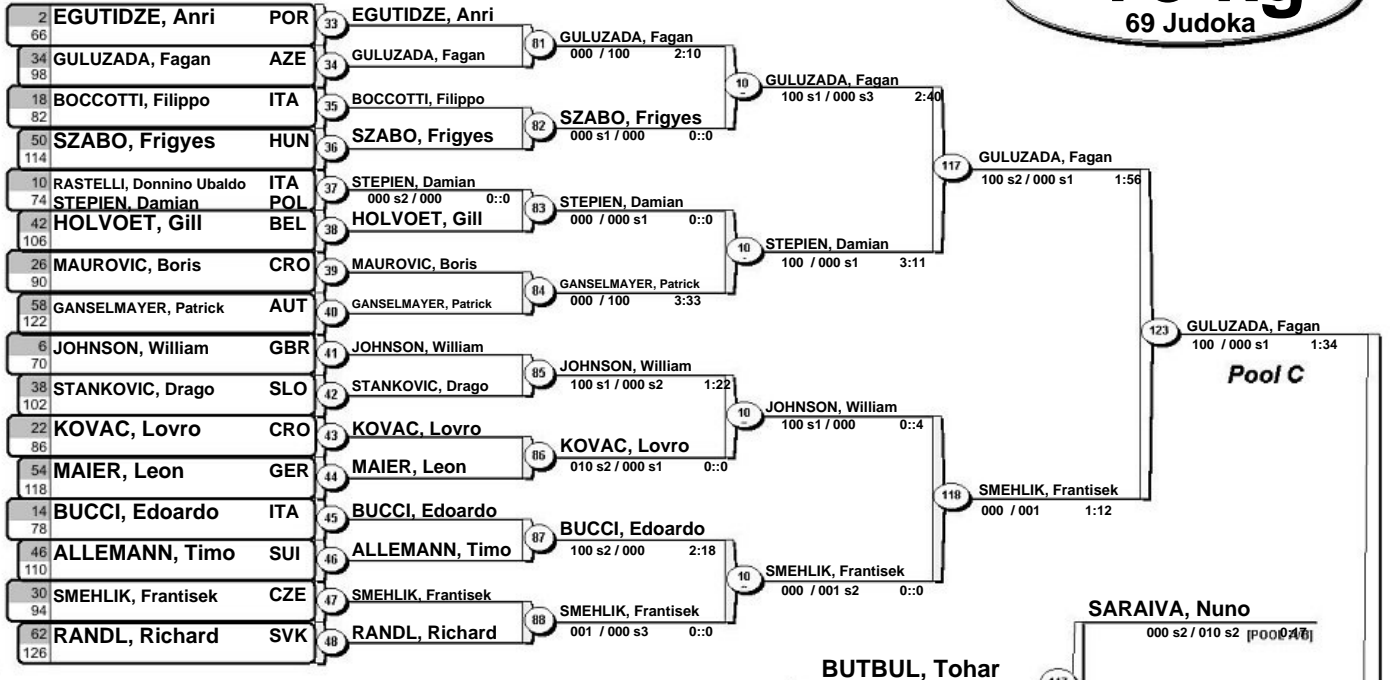 69 Judoka
2 66 EGUTIDZE, Anri POR
34 98 GULUZADA, Fagan AZE
18 82 BOCCOTTI, Filippo ITA
50 114 SZABO, Frigyes HUN
10 RASTELLI, Donnino Ubaldo ITA
74 STEPIEN, Damian POL
42 106 HOLVOET, Gill BEL
26 90 MAUROVIC, Boris CRO
58 122 GANSELMAYER, Patrick AUT
6 70 JOHNSON, William GBR
38 102 STANKOVIC, Drago SLO
22 86 KOVAC, Lovro CRO
54 118 MAIER, Leon GER
14 78 BUCCI, Edoardo ITA
46 110 ALLEMANN, Timo SUI
30 94 SMEHLIK, Frantisek CZE
62 126 RANDL, Richard SVK
33 EGUTIDZE, Anri
34 GULUZADA, Fagan
35 BOCCOTTI, Filippo
36 SZABO, Frigyes
37 STEPIEN, Damian
000 s2 / 000 0::0
38 HOLVOET, Gill
39 MAUROVIC, Boris
40 GANSELMAYER, Patrick
41 JOHNSON, William
42 STANKOVIC, Drago
43 KOVAC, Lovro
44 MAIER, Leon
45 BUCCI, Edoardo
46 ALLEMANN, Timo
47 SMEHLIK, Frantisek
48 RANDL, Richard
81 GULUZADA, Fagan
000 / 100 2:10
82 SZABO, Frigyes
000 s1 / 000 0::0
83 STEPIEN, Damian
000 / 000 s1 0::0
84 GANSELMAYER, Patrick
000 / 100 3:33
85 JOHNSON, William
100 s1 / 000 s2 1:22
86 KOVAC, Lovro
010 s2 / 000 s1 0::0
87 BUCCI, Edoardo
100 s2 / 000 2:18
88 SMEHLIK, Frantisek
001 / 000 s3 0::0
10 GULUZADA, Fagan
100 s1 / 000 s3 2:40
10 STEPIEN, Damian
100 / 000 s1 3:11
10 JOHNSON, William
100 s1 / 000 0::4
10 SMEHLIK, Frantisek
000 / 001 s2 0::0
117 GULUZADA, Fagan
100 s2 / 000 s1 1:56
118 SMEHLIK, Frantisek
000 / 001 1:12
123 GULUZADA, Fagan
100 / 000 s1 1:34
Pool C
SARAIVA, Nuno
000 s2 / 010 s2
BUTBUL, Tohar